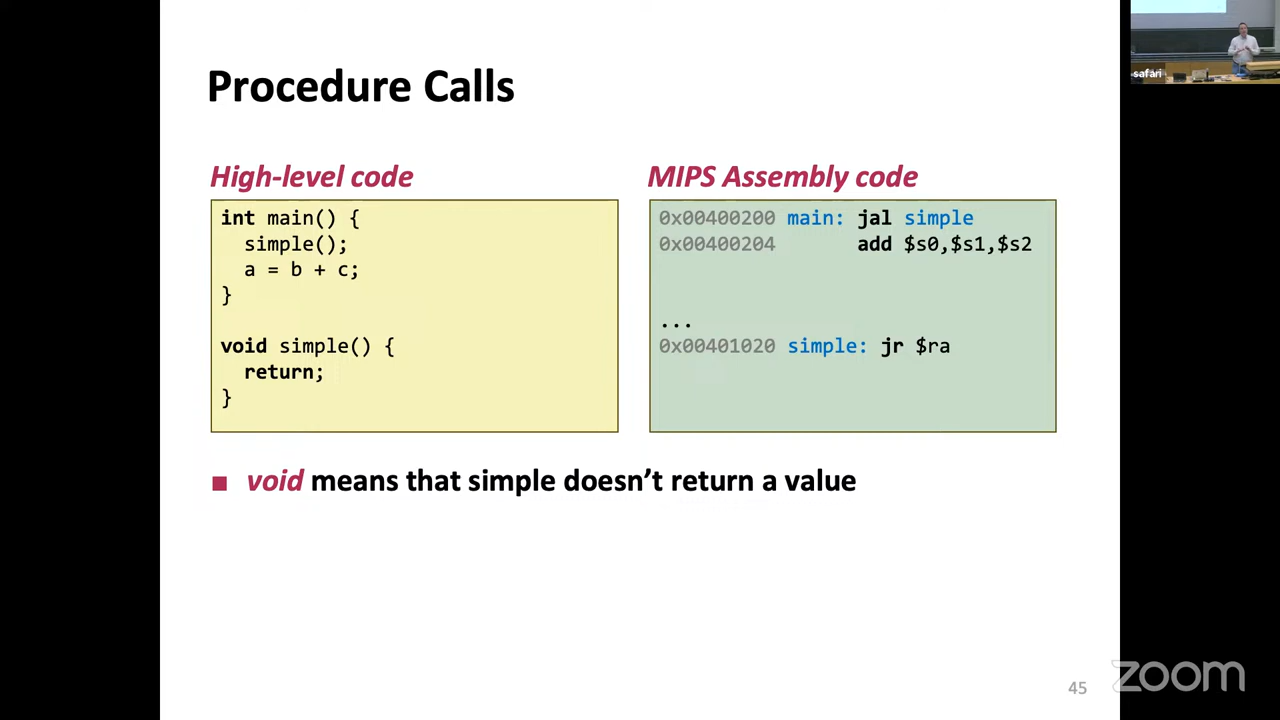 Procedure Calls
High-level code
int main() {
simple();
a = b + c;
}
void simple() {
return;
}
MIPS Assembly code
0x00400200 main: jal simple
0x00400204 add $s0,$s1,$s2
...
0x00401020 simple: jr $ra
void means that simple doesn't return a value
45
safari
zoom